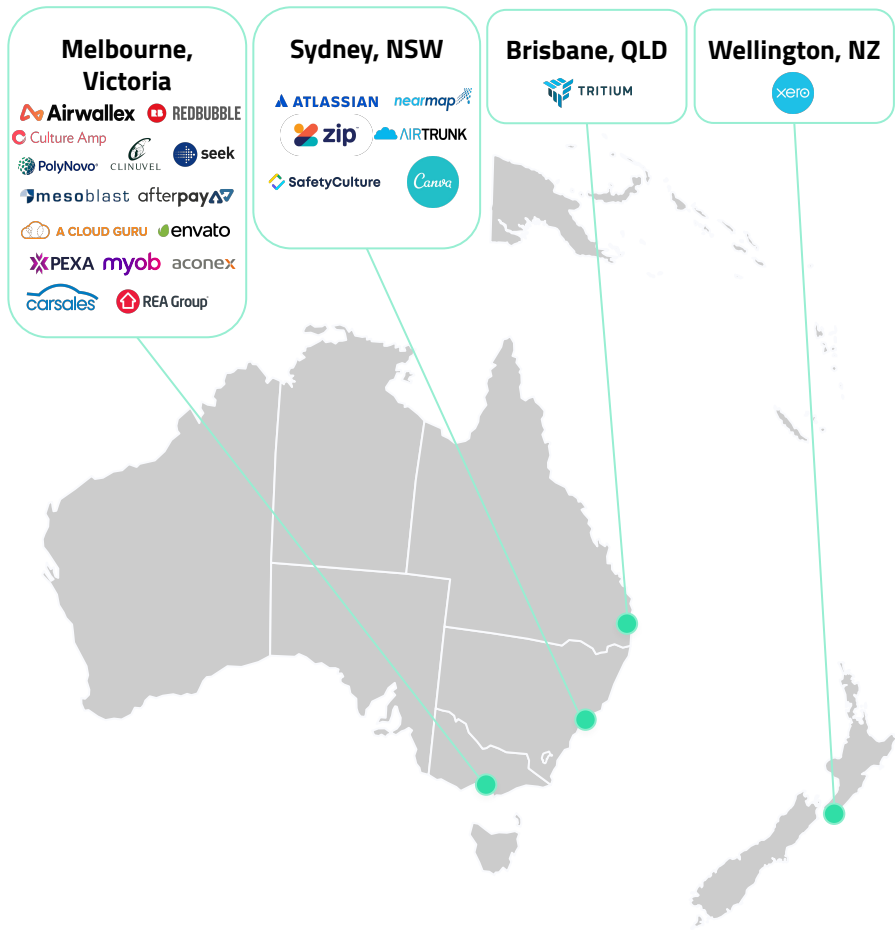 Melbourne,
Victoria
Airwallex
REDBUBBLE
Culture Amp
PolyNovo®
CLINUVEL
seek
mesoblast
afterpay
A CLOUD GURU
envato
PEXA
myob
aconex
carsales
REA Group
Sydney, NSW
ATLASSIAN
nearmap
zip
AIRTRUNK
SafetyCulture
Canva
Brisbane, QLD
TRITIUM
Wellington, NZ
xero